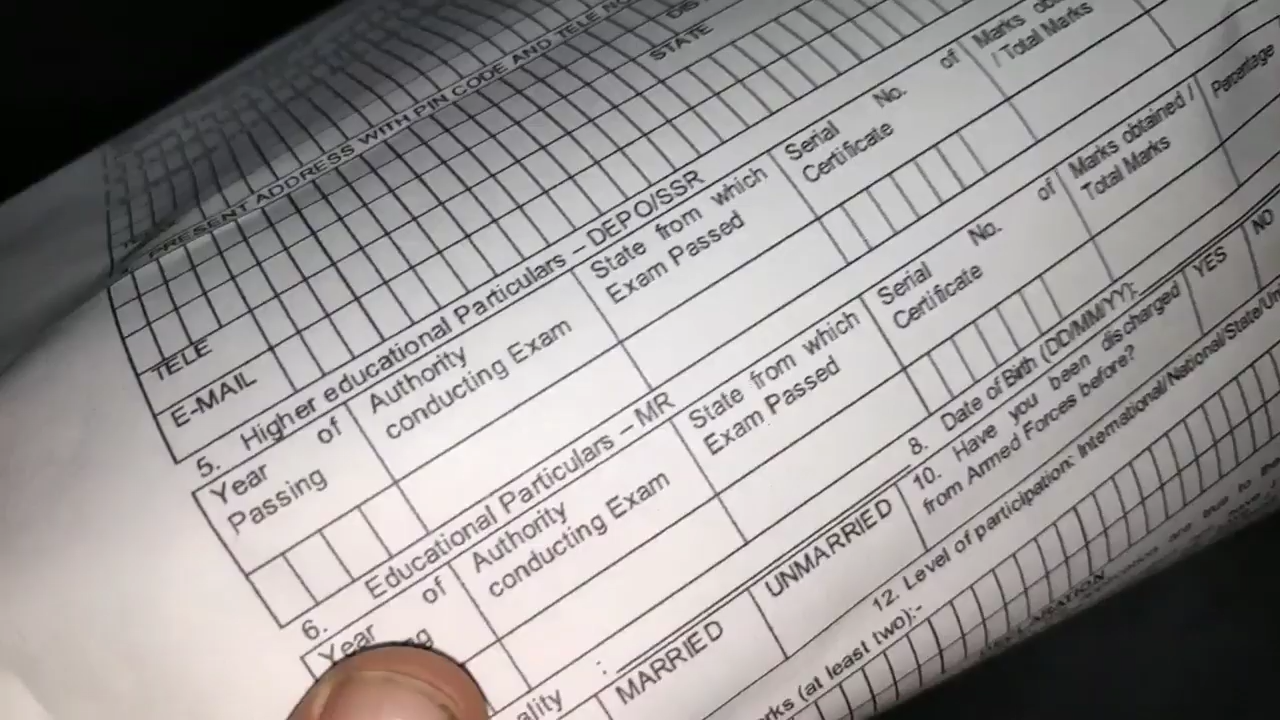 PRESENT ADDRESS WITH PIN CODE AND TELE NO
STATE
TELE
E-MAIL
5. Higher educational Particulars – DEPO/SSR
Year of
Passing
Authority
conducting Exam
State from which
Exam Passed
Serial No. of
Certificate
Marks
/ Total Marks
6. Educational Particulars – MR
Year of
Authority
conducting Exam
State from which
Exam Passed
Serial No. of
Certificate
Marks obtained /
Total Marks
Percentage
8. Date of Birth (DD/MM/YY):
MARRIED
UNMARRIED
10. Have you been discharged
from Armed Forces before?
YES
NO
12. Level of participation: International/National/State/
(at least two):-
DECLARATION